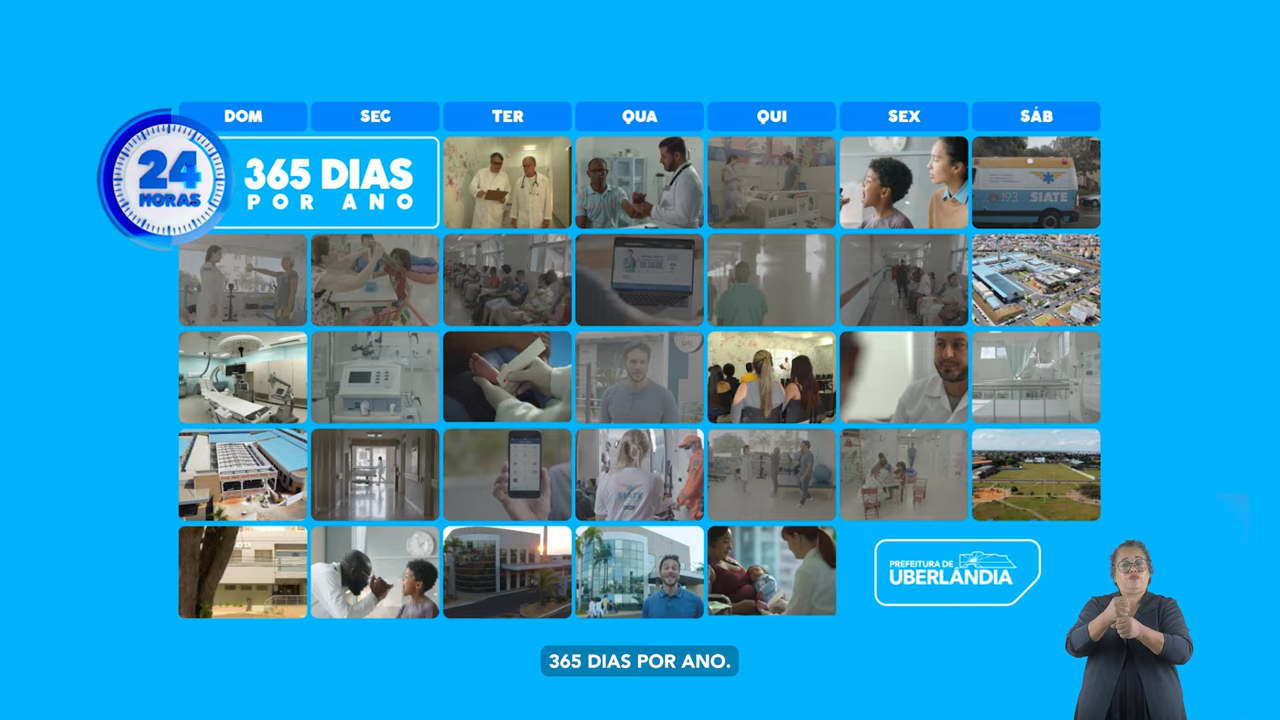 DOM SEG TER QUA QUI SEX SÁB
24
HORAS
365 DIAS
POR ANO
193 SIATE
SIATE
PREFEITURA DE
UBERLÂNDIA
365 DIAS POR ANO.